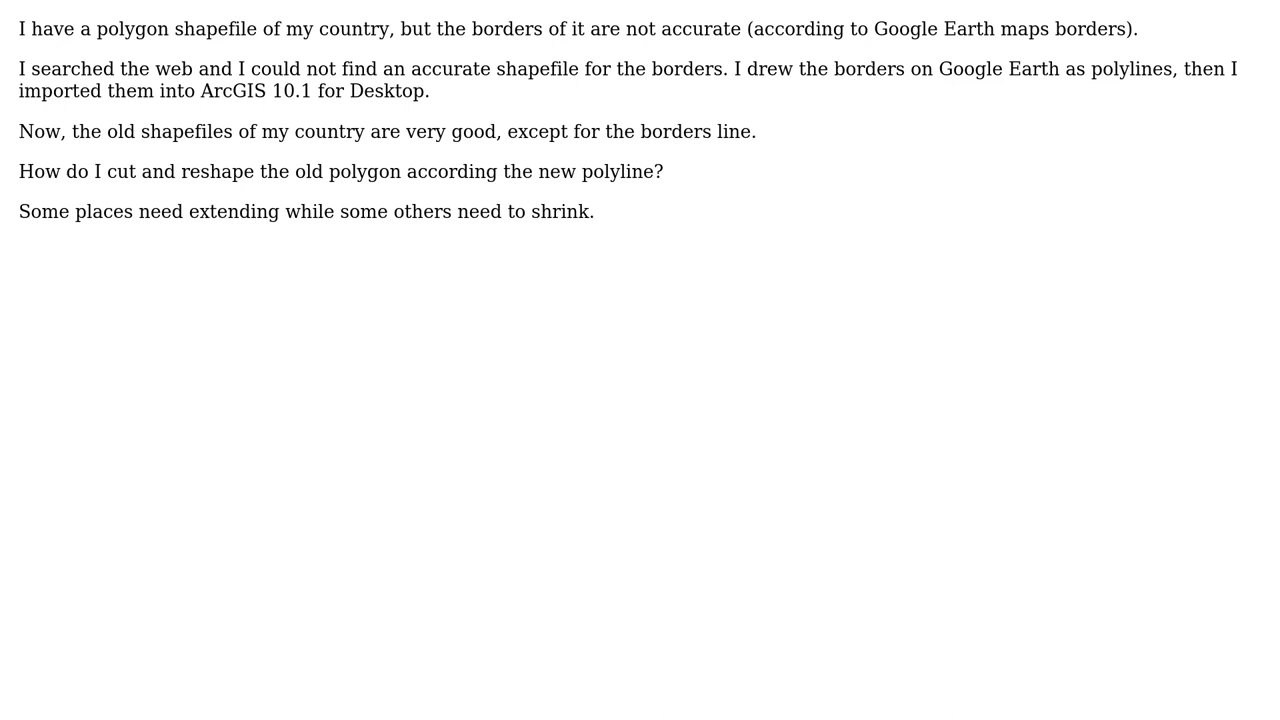 I have a polygon shapefile of my country, but the borders of it are not accurate (according to Google Earth maps borders).
I searched the web and I could not find an accurate shapefile for the borders. I drew the borders on Google Earth as polylines, then I
imported them into ArcGIS 10.1 for Desktop.
Now, the old shapefiles of my country are very good, except for the borders line.
How do I cut and reshape the old polygon according the new polyline?
Some places need extending while some others need to shrink.